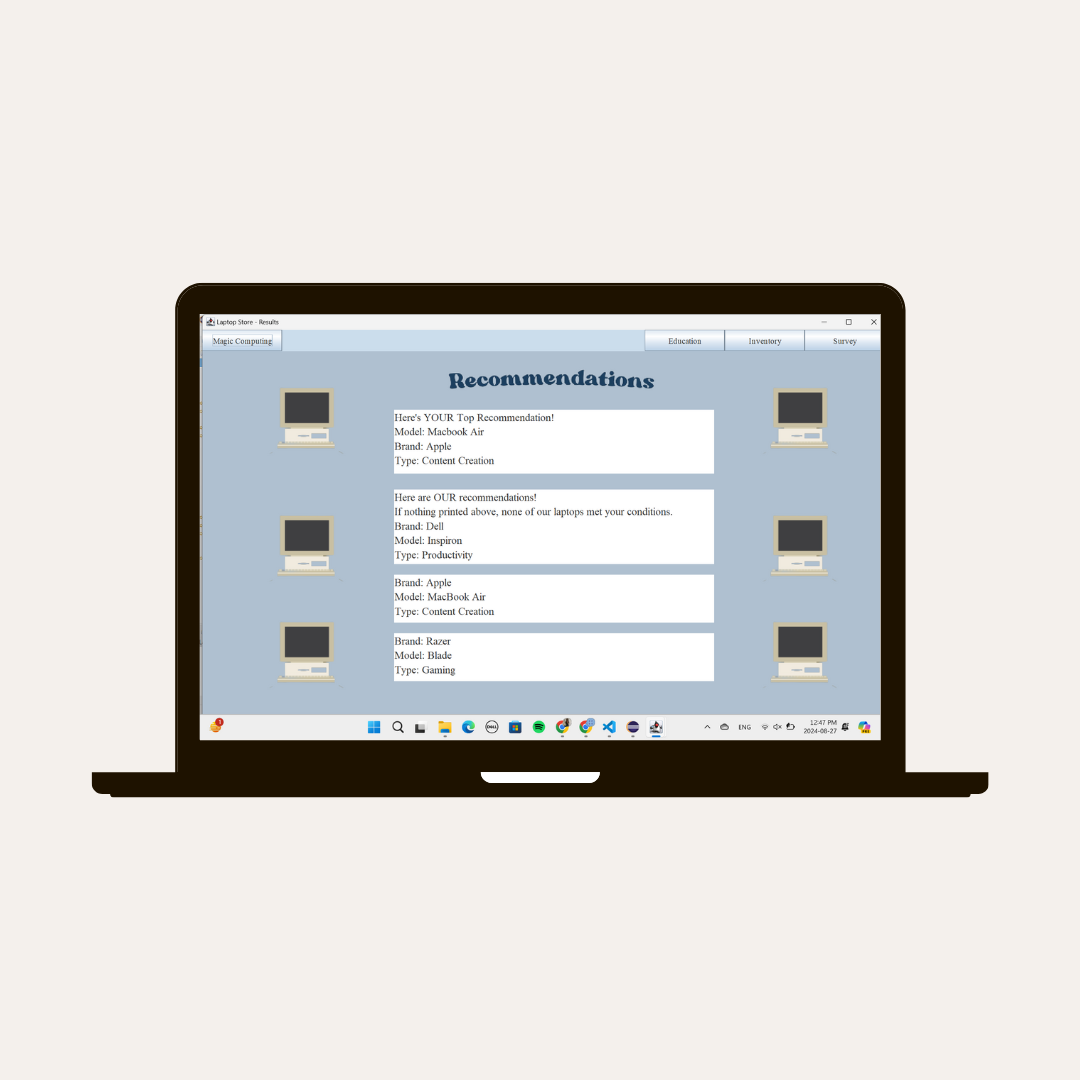 Laptop Store - Results
Magic Computing
Education
Inventory
Survey
Recommendations
Here's YOUR Top Recommendation!
Model: Macbook Air
Brand: Apple
Type: Content Creation
Here are OUR recommendations!
If nothing printed above, none of our laptops met your conditions.
Brand: Dell
Model: Inspiron
Type: Productivity
Brand: Apple
Model: MacBook Air
Type: Content Creation
Brand: Razer
Model: Blade
Type: Gaming
1
DELL
ENG
12:47 PM
2024-08-27
PRE